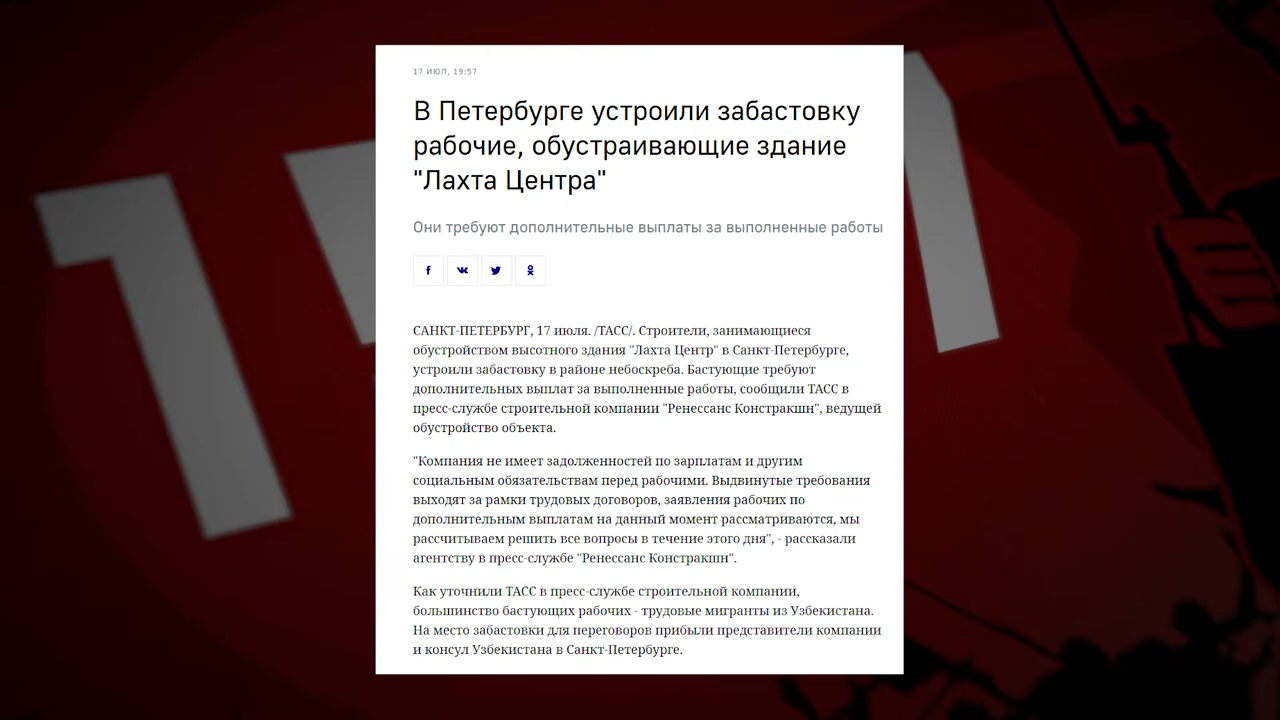 17 ИЮЛ, 19:57
В Петербурге устроили забастовку
рабочие, обустраивающие здание
"Лахта Центра"
Они требуют дополнительные выплаты за выполненные работы
САНКТ-ПЕТЕРБУРГ, 17 июля. /ТАСС/. Строители, занимающиеся
обустройством высотного здания "Лахта Центр" в Санкт-Петербурге,
устроили забастовку в районе небоскреба. Бастующие требуют
дополнительных выплат за выполненные работы, сообщили ТАСС в
пресс-службе строительной компании "Ренессанс Констракшн", ведущей
обустройство объекта.
"Компания не имеет задолженностей по зарплатам и другим
социальным обязательствам перед рабочими. Выдвинутые требования
выходят за рамки трудовых договоров, заявления рабочих по
дополнительным выплатам на данный момент рассматриваются, мы
рассчитываем решить все вопросы в течение этого дня", - рассказали
агентству в пресс-службе "Ренессанс Констракшн".
Как уточнили ТАСС в пресс-службе строительной компании,
большинство бастующих рабочих - трудовые мигранты из Узбекистана.
На место забастовки для переговоров прибыли представители компании
и консул Узбекистана в Санкт-Петербурге.